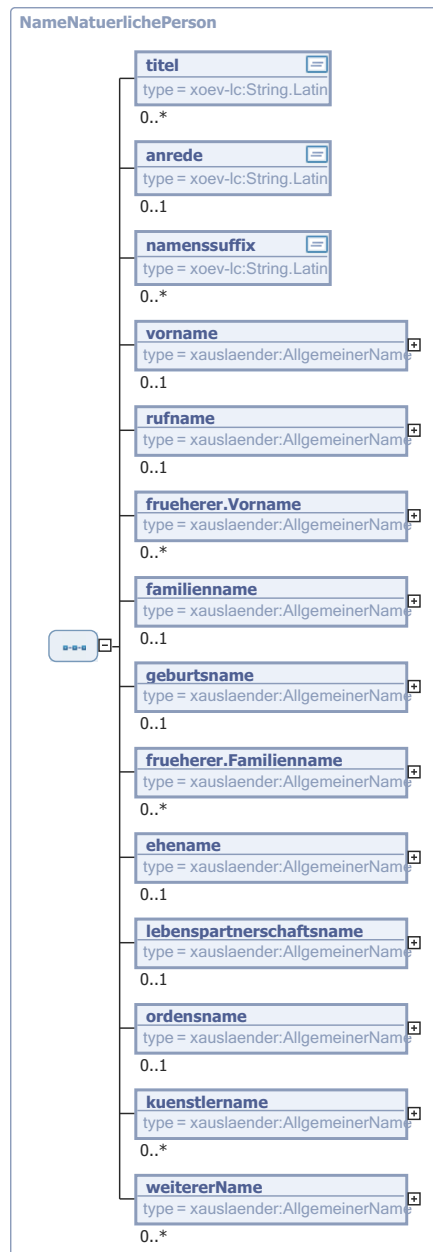 NameNatuerlichePerson
titel
type = xoev-lc:String.Latin
0..*
anrede
type = xoev-lc:String.Latin
0..1
namenssuffix
type = xoev-lc:String.Latin
0..*
vorname
type = xauslaender:AllgemeinerName
0..1
rufname
type = xauslaender:AllgemeinerName
0..1
frueherer.Vorname
type = xauslaender:AllgemeinerName
0..*
familienname
type = xauslaender:AllgemeinerName
0..1
geburtsname
type = xauslaender:AllgemeinerName
0..1
frueherer.Familienname
type = xauslaender:AllgemeinerName
0..*
ehename
type = xauslaender:AllgemeinerName
0..1
lebenspartnerschaftsname
type = xauslaender:AllgemeinerName
0..1
ordensname
type = xauslaender:AllgemeinerName
0..1
kuenstlername
type = xauslaender:AllgemeinerName
0..*
weitererName
type = xauslaender:AllgemeinerName
0..*